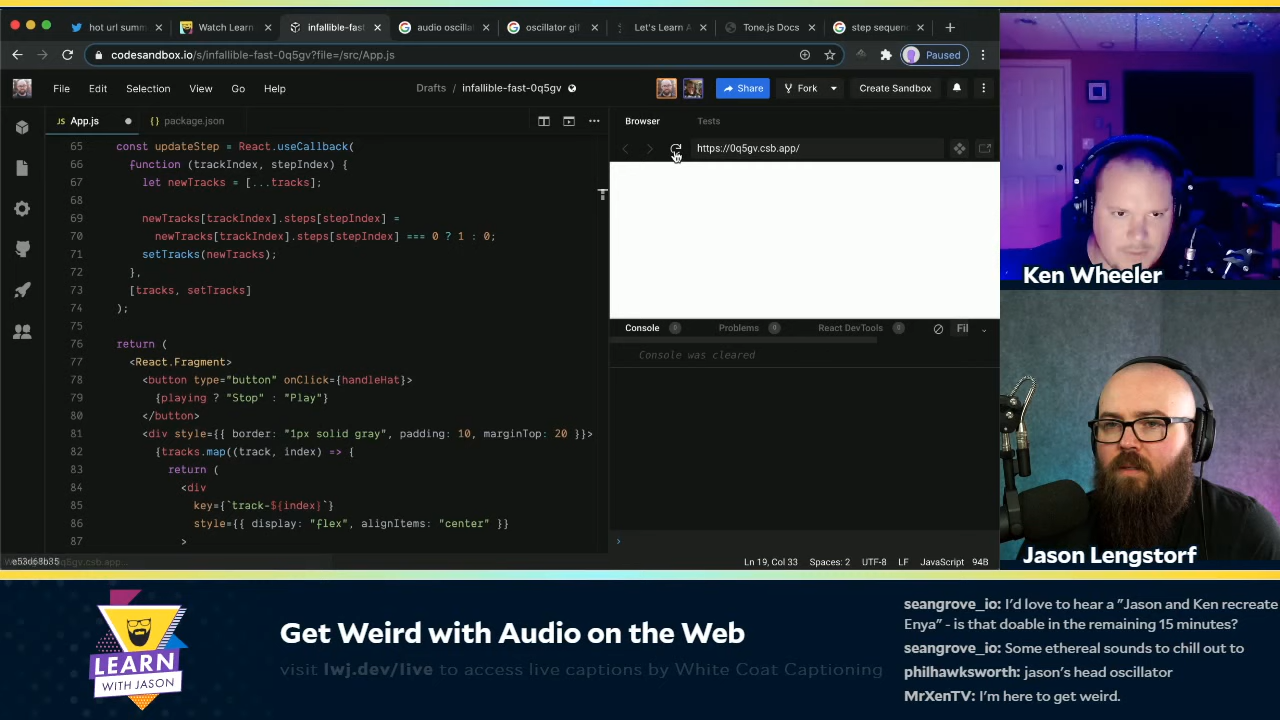 hot url summ
Watch Learn
infallible-fast
audio oscillat
oscillator gif
Let's Learn A
Tone.js Docs
step sequenc
codesandbox.io/s/infallible-fast-0q5gv?file=/src/App.js
Paused
File Edit Selection View Go Help
Drafts / infallible-fast-0q5gv
Share
Fork
Create Sandbox
JS App.js
{} package.json
Browser
Tests
https://0q5gv.csb.app/
65 const updateStep = React.useCallback(
66 function (trackIndex, stepIndex) {
67 let newTracks = [...tracks];
68
69 newTracks[trackIndex].steps[stepIndex] =
70 newTracks[trackIndex].steps[stepIndex] === 0 ? 1 : 0;
71 setTracks(newTracks);
72 },
73 [tracks, setTracks]
74 );
75
76 return (
77 <React.Fragment>
78 <button type="button" onClick={handleHat}>
79 {playing ? "Stop" : "Play"}
80 </button>
81 <div style={{ border: "1px solid gray", padding: 10, marginTop: 20 }}>
82 {tracks.map((track, index) => {
83 return (
84 <div
85 key={`track-${index}`}
86 style={{ display: "flex", alignItems: "center" }}
87 >
Console 0
Problems 0
React DevTools 0
Fil
Console was cleared
e53d68b35
Ln 19, Col 33 Spaces: 2 UTF-8 LF JavaScript 94B
Ken Wheeler
Jason Lengstorf
LEARN
WITH JASON
Get Weird with Audio on the Web
visit lwj.dev/live to access live captions by White Coat Captioning
seangrove_io: I'd love to hear a "Jason and Ken recreate
Enya" - is that doable in the remaining 15 minutes?
seangrove_io: Some ethereal sounds to chill out to
philhawksworth: jason's head oscillator
MrXenTV: I'm here to get weird.